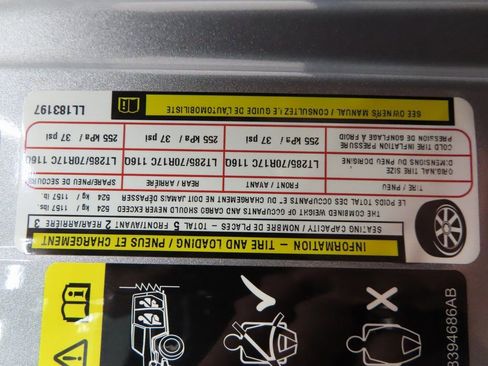 INFORMATION – TIRE AND LOADING / PNEUS ET CHARGEMENT
SEATING CAPACITY / NOMBRE DE PLACES – TOTAL 5 FRONT/AVANT 2 REAR/ARRIÈRE 3
THE COMBINED WEIGHT OF OCCUPANTS AND CARGO SHOULD NEVER EXCEED 524 kg / 1157 lbs.
LE POIDS TOTAL DES OCCUPANTS ET DU CHARGEMENT NE DOIT JAMAIS DÉPASSER 524 kg / 1157 lb
TIRE / PNEU FRONT / AVANT REAR / ARRIÈRE SPARE/PNEU DE SECOURS
ORIGINAL TIRE SIZE
DIMENSIONS DU PNEU D'ORIGINE LT285/70R17C 116Q LT285/70R17C 116Q LT285/70R17C 116Q
COLD TIRE INFLATION PRESSURE
PRESSION DE GONFLAGE À FROID 255 kPa / 37 psi 255 kPa / 37 psi 255 kPa / 37 psi
SEE OWNERS MANUAL / CONSULTEZ LE GUIDE DE L'AUTOMOBILISTE LL183197
8394686AB